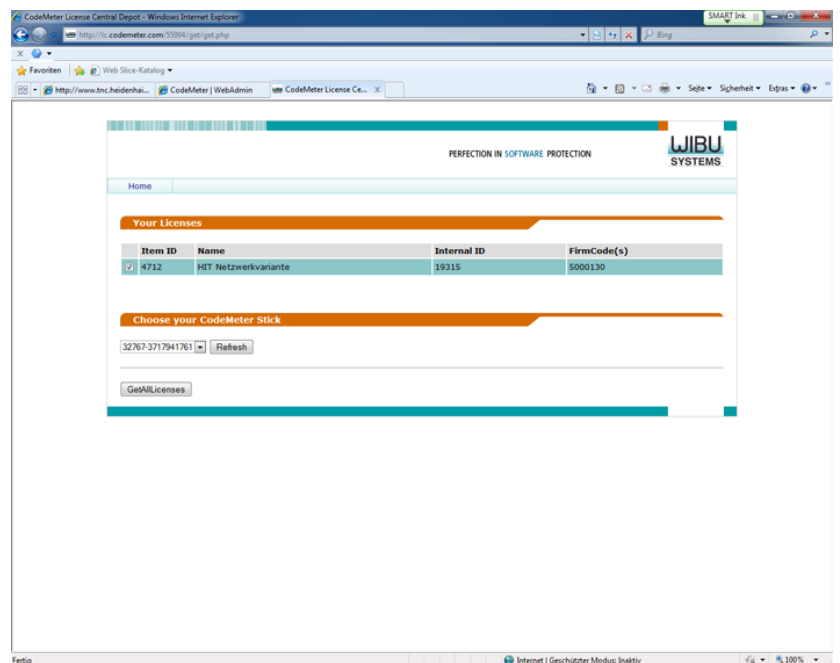 CodeMeter License Central Depot - Windows Internet Explorer
SMART Ink
http://lc.codemeter.com/55994/get/get.php
Bing
X
Favoriten Web Slice-Katalog
http://www.tnc.heidenhai... CodeMeter | WebAdmin CodeMeter License Ce... X
Seite Sicherheit Extras »
PERFECTION IN SOFTWARE PROTECTION
WIBU
SYSTEMS
Home
Your Licenses
Item ID Name Internal ID FirmCode(s)
4712 HIT Netzwerkvariante 19315 5000130
Choose your CodeMeter Stick
32767-3717941761 Refresh
GetAllLicenses
Fertig Internet | Geschützter Modus: Inaktiv 100%